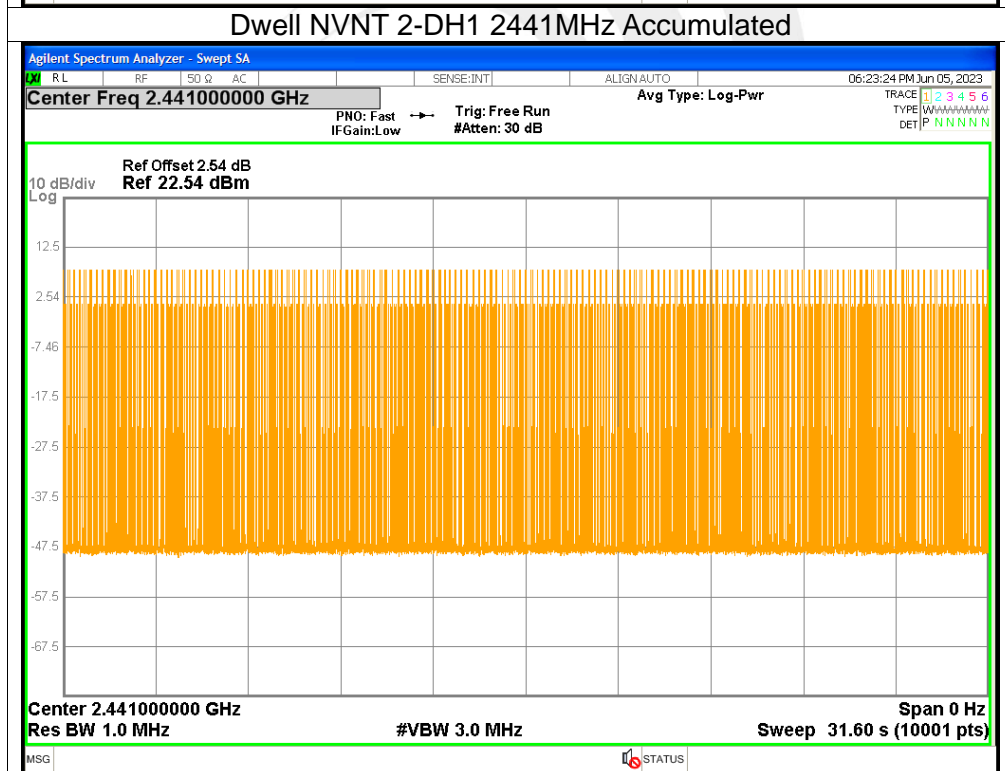 Dwell NVNT 2-DH1 2441MHz Accumulated
Agilent Spectrum Analyzer - Swept SA
LXI RL RF 50 Ω AC SENSE:INT ALIGN AUTO 06:23:24 PM Jun 05, 2023
Center Freq 2.441000000 GHz Avg Type: Log-Pwr TRACE 1 2 3 4 5 6
PNO: Fast Trig: Free Run TYPE WWWWWW
IFGain:Low #Atten: 30 dB DET P N N N N N
Ref Offset 2.54 dB
10 dB/div Ref 22.54 dBm
Log
12.5
2.54
-7.46
-17.5
-27.5
-37.5
-47.5
-57.5
-67.5
Center 2.441000000 GHz Span 0 Hz
Res BW 1.0 MHz #VBW 3.0 MHz Sweep 31.60 s (10001 pts)
MSG STATUS